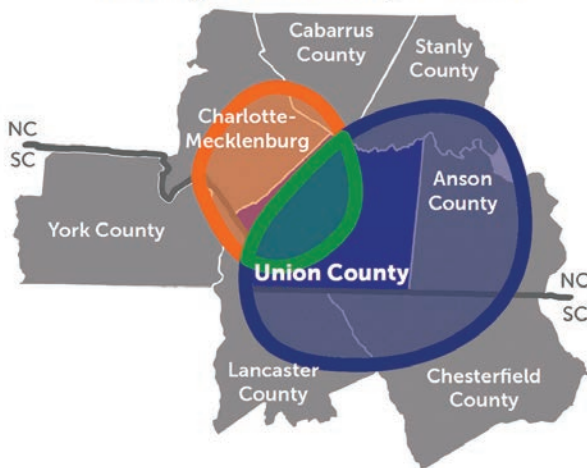 Cabarrus
County
Stanly
County
Charlotte-
Mecklenburg
NC
SC
York County
Anson
County
Union County
NC
SC
Lancaster
County
Chesterfield
County